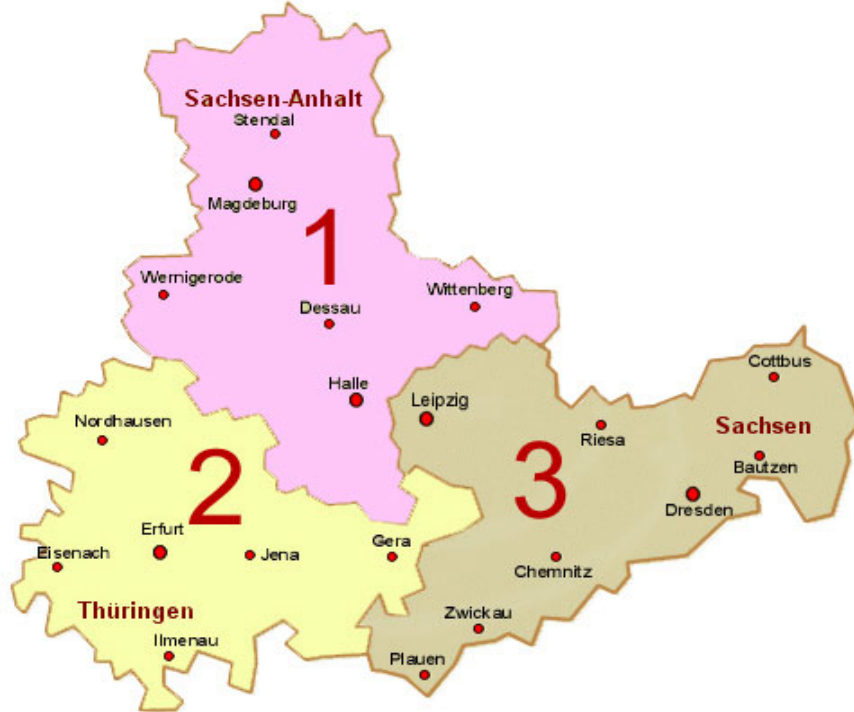 Sachsen-Anhalt
Stendal
Magdeburg
1
Wernigerode
Wittenberg
Dessau
Halle
Leipzig
Cottbus
Nordhausen
Riesa
Sachsen
2
3
Bautzen
Dresden
Erfurt
Gera
Eisenach
Jena
Chemnitz
Thüringen
Zwickau
Ilmenau
Plauen